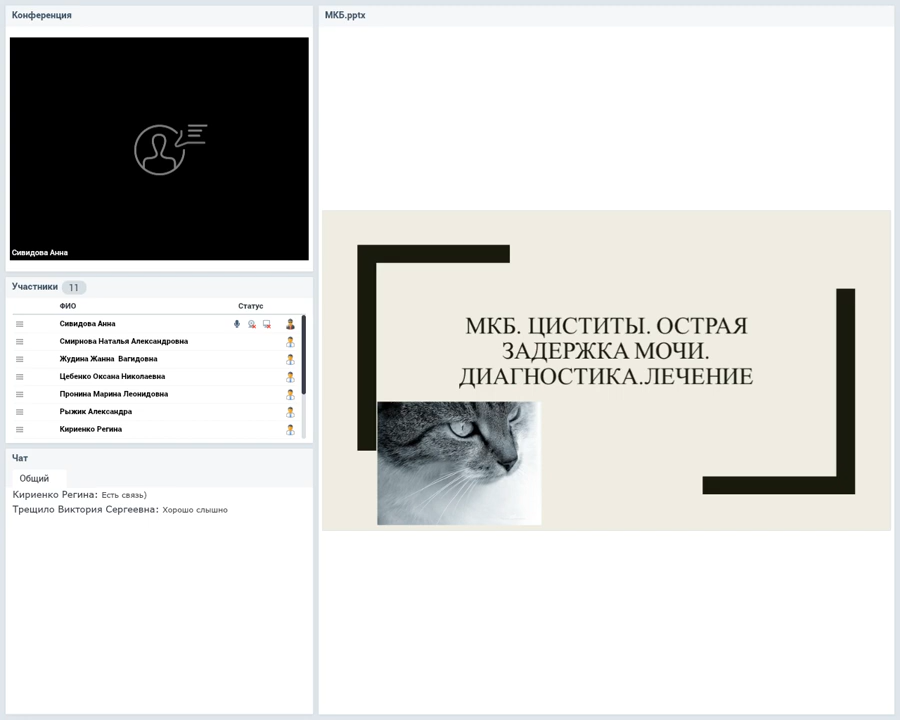 Конференция
Сивидова Анна
Участники 11
ФИО Статус
Сивидова Анна
Смирнова Наталья Александровна
Жудина Жанна Вагидовна
Цебенко Оксана Николаевна
Пронина Марина Леонидовна
Рыжик Александра
Кириенко Регина
Чат
Общий
Кириенко Регина: Есть связь)
Трещило Виктория Сергеевна: Хорошо слышно
МКБ.pptx
МКБ. ЦИСТИТЫ. ОСТРАЯ
ЗАДЕРЖКА МОЧИ.
ДИАГНОСТИКА.ЛЕЧЕНИЕ